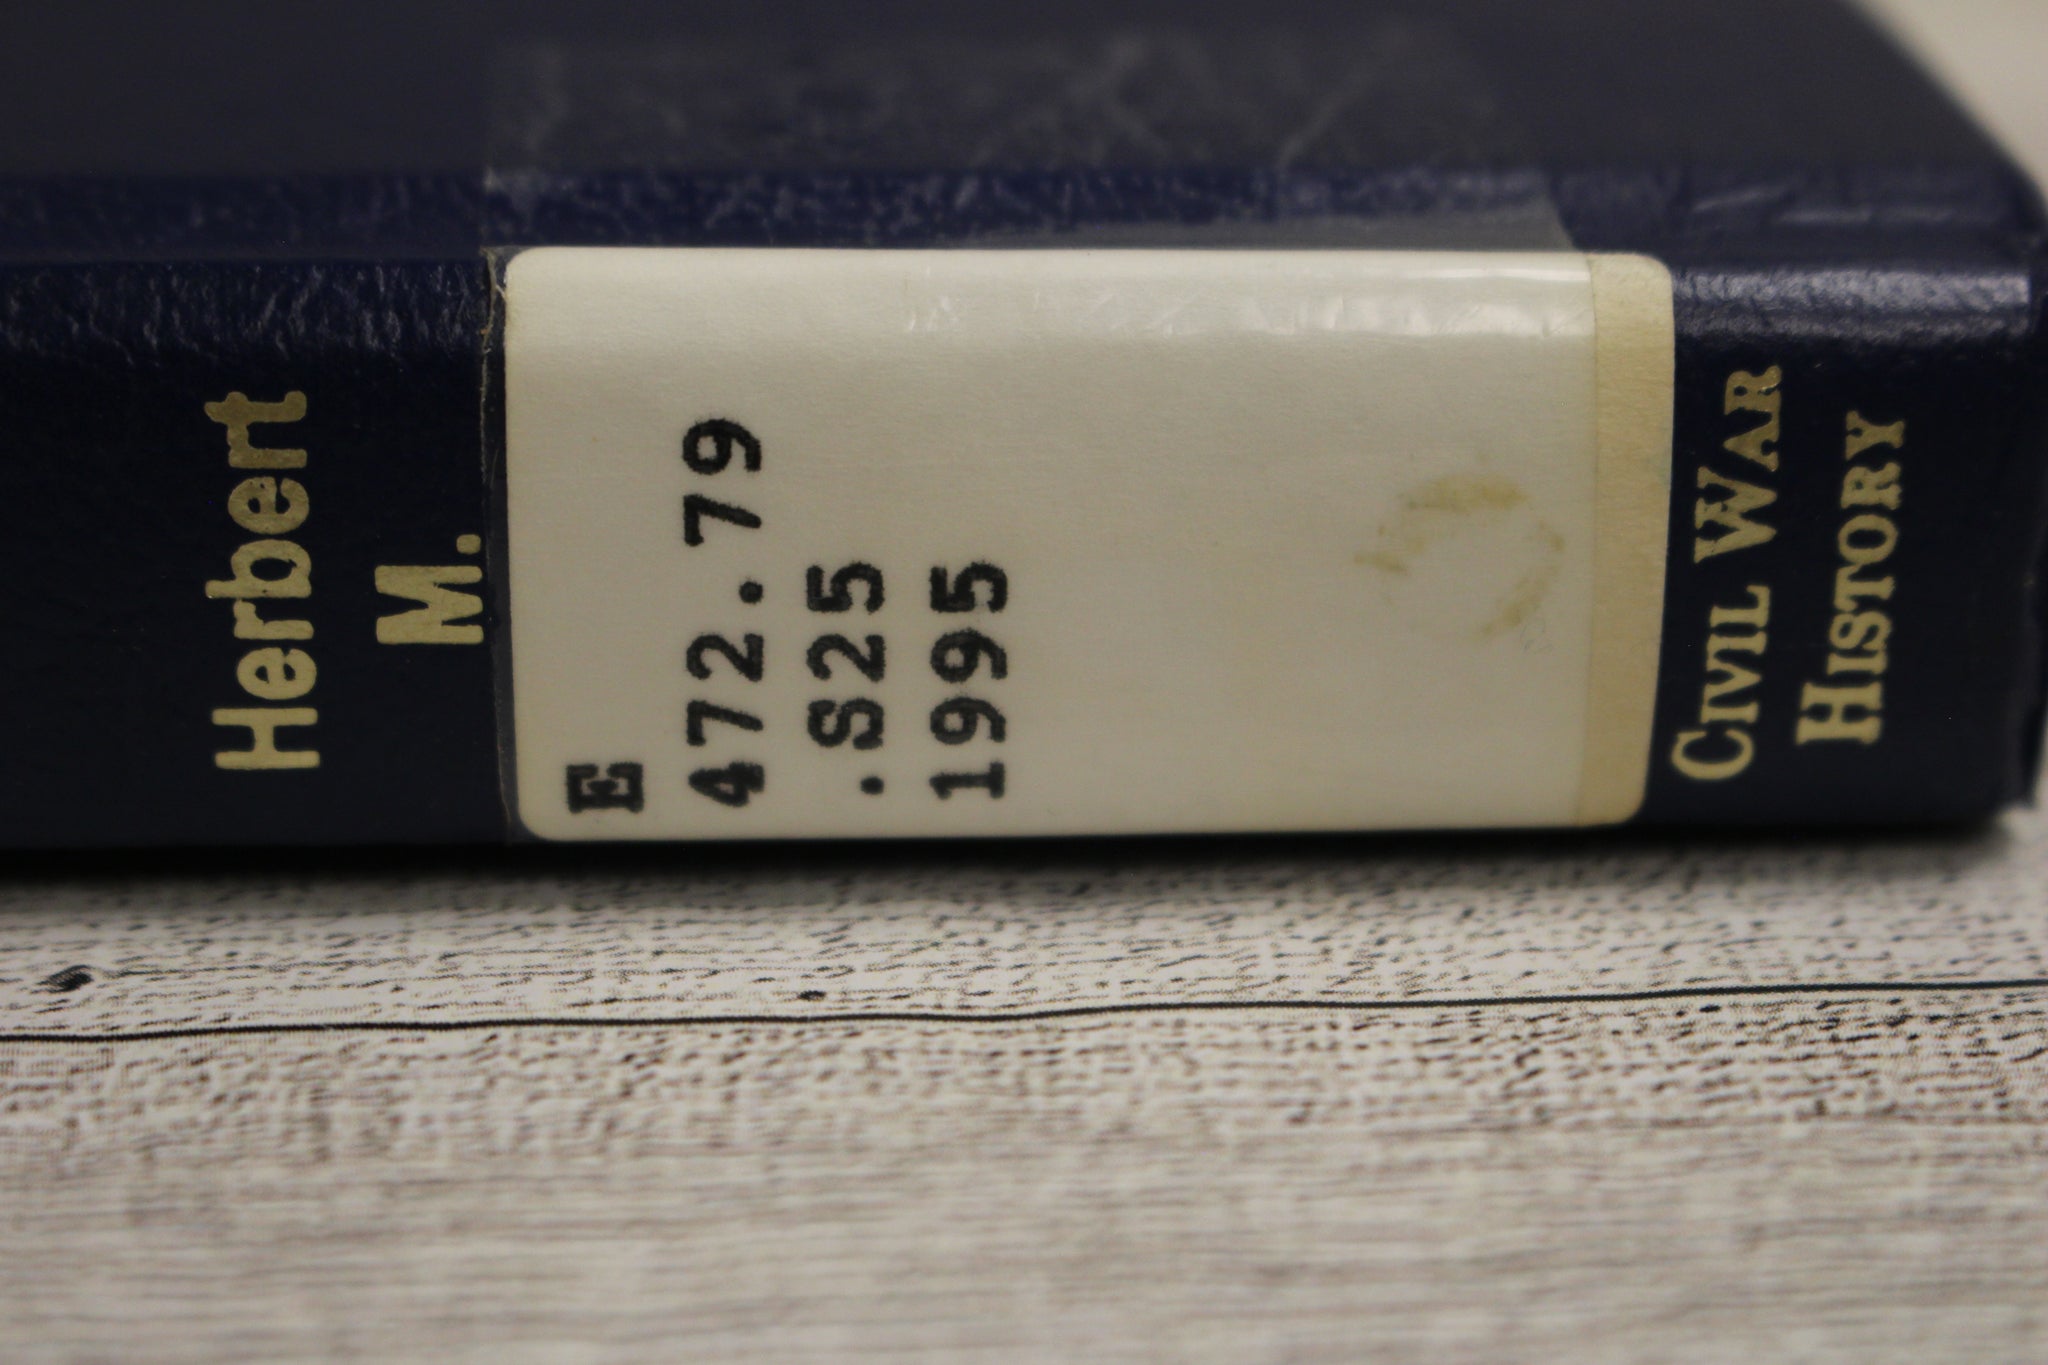 Herbert
M.
E
472.79
.S25
1995
CIVIL WAR
HISTORY